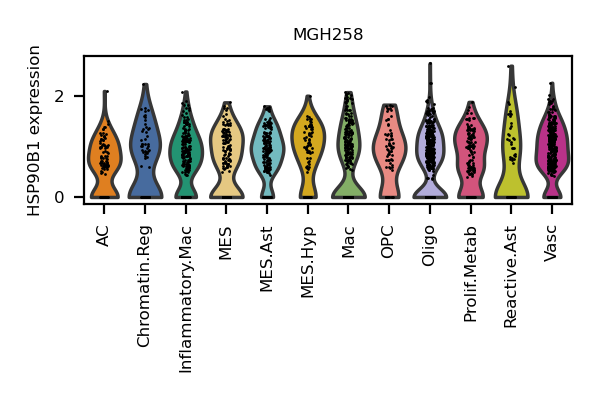 MGH258
HSP90B1 expression
2
0
AC
Chromatin.Reg
Inflammatory.Mac
MES
MES.Ast
MES.Hyp
Mac
OPC
Oligo
Prolif.Metab
Reactive.Ast
Vasc